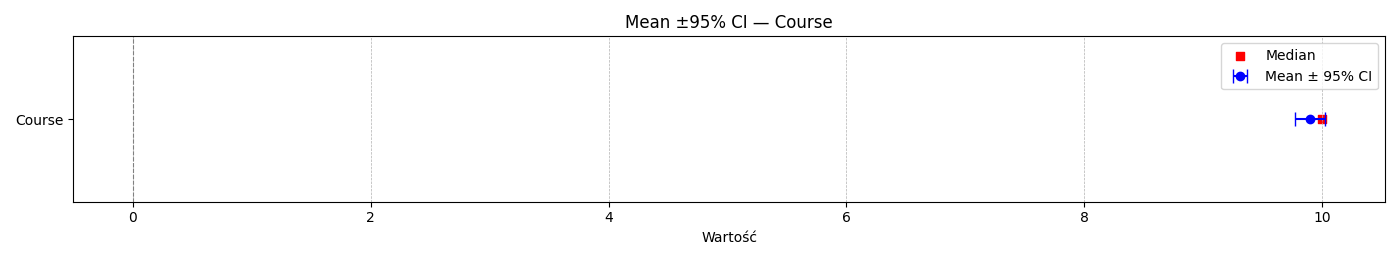 Mean ±95% CI — Course
Median
Mean ± 95% CI
Course
0 2 4 6 8 10
Wartość